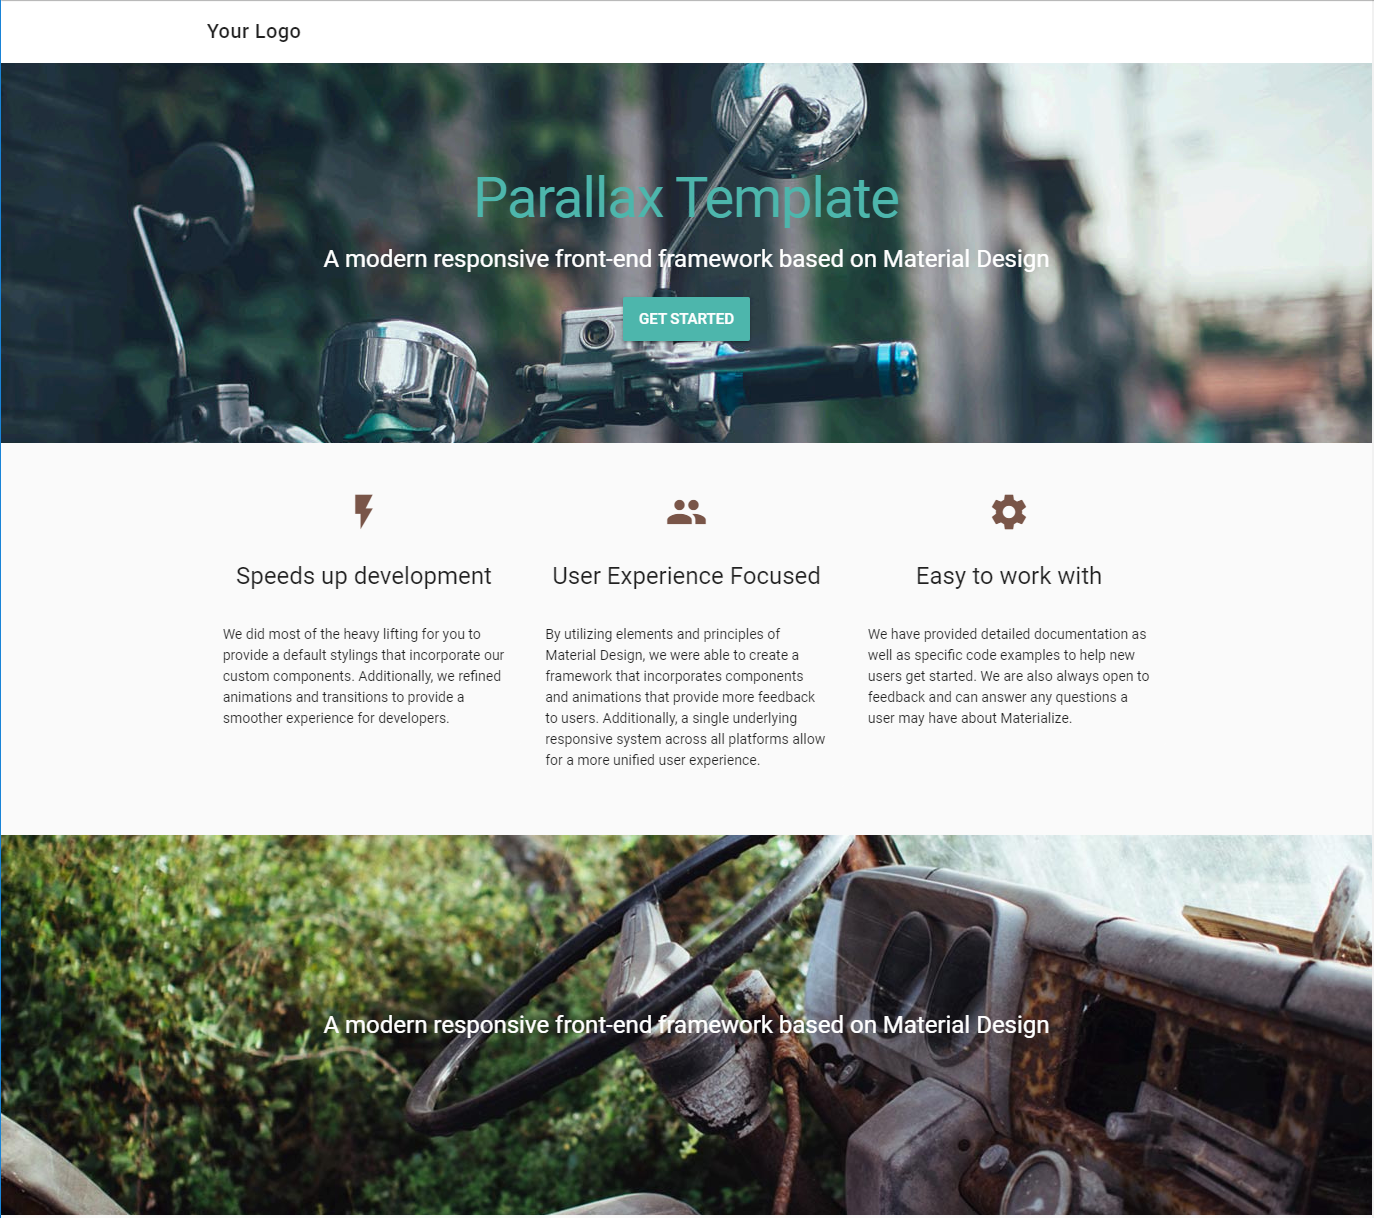 Your Logo
Parallax Template
A modern responsive front-end framework based on Material Design
GET STARTED
Speeds up development
We did most of the heavy lifting for you to
provide a default stylings that incorporate our
custom components. Additionally, we refined
animations and transitions to provide a
smoother experience for developers.
User Experience Focused
By utilizing elements and principles of
Material Design, we were able to create a
framework that incorporates components
and animations that provide more feedback
to users. Additionally, a single underlying
responsive system across all platforms allow
for a more unified user experience.
Easy to work with
We have provided detailed documentation as
well as specific code examples to help new
users get started. We are also always open to
feedback and can answer any questions a
user may have about Materialize.
A modern responsive front-end framework based on Material Design